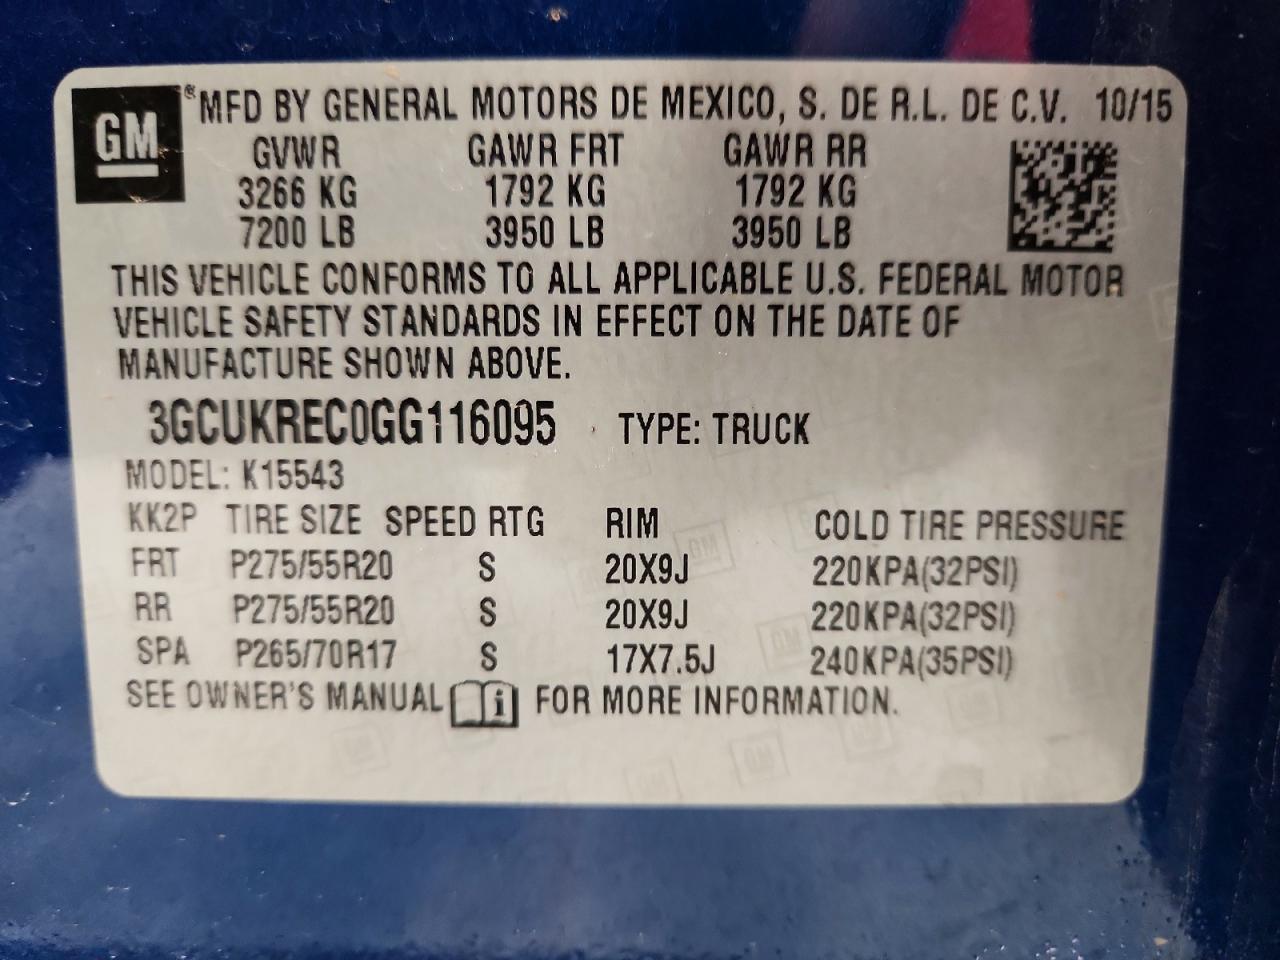 GM ® MFD BY GENERAL MOTORS DE MEXICO, S. DE R.L. DE C.V. 10/15
GVWR GAWR FRT GAWR RR
3266 KG 1792 KG 1792 KG
7200 LB 3950 LB 3950 LB
THIS VEHICLE CONFORMS TO ALL APPLICABLE U.S. FEDERAL MOTOR
VEHICLE SAFETY STANDARDS IN EFFECT ON THE DATE OF
MANUFACTURE SHOWN ABOVE.
3GCUKREC0GG116095 TYPE: TRUCK
MODEL: K15543
KK2P TIRE SIZE SPEED RTG RIM COLD TIRE PRESSURE
FRT P275/55R20 S 20X9J 220KPA(32PSI)
RR P275/55R20 S 20X9J 220KPA(32PSI)
SPA P265/70R17 S 17X7.5J 240KPA(35PSI)
SEE OWNER'S MANUAL i FOR MORE INFORMATION.